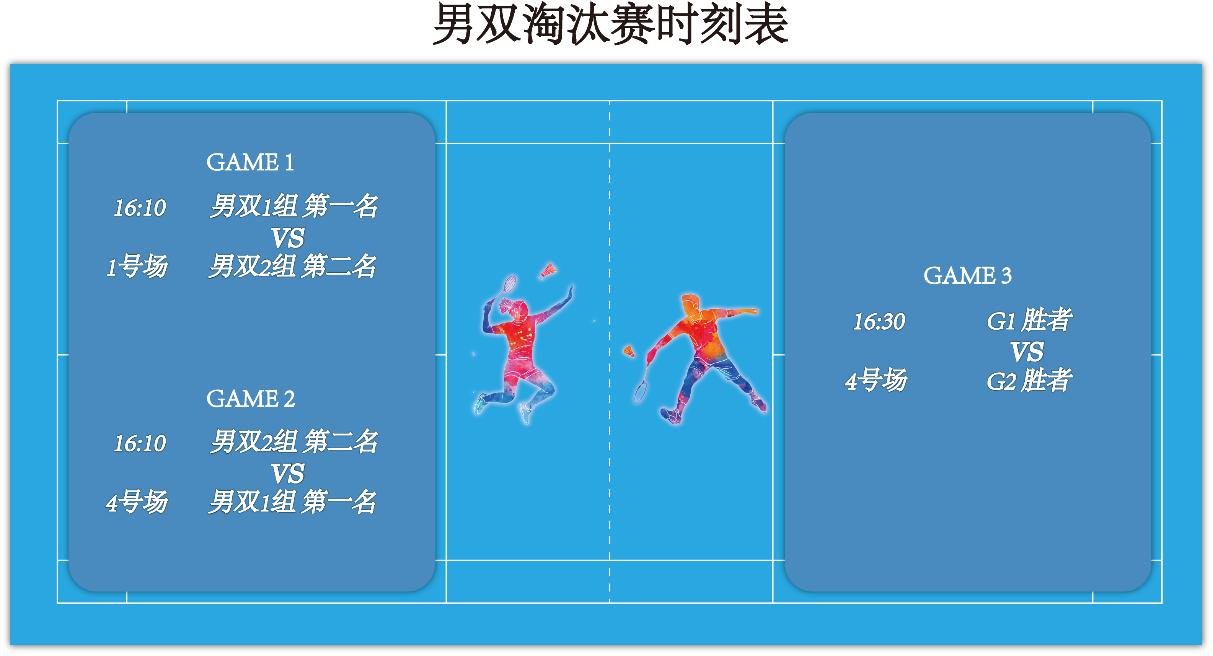 男双淘汰赛时刻表
GAME 1
16:10 男双1组 第一名
VS
1号场 男双2组 第二名
GAME 2
16:10 男双2组 第二名
VS
4号场 男双1组 第一名
GAME 3
16:30 G1 胜者
VS
4号场 G2 胜者